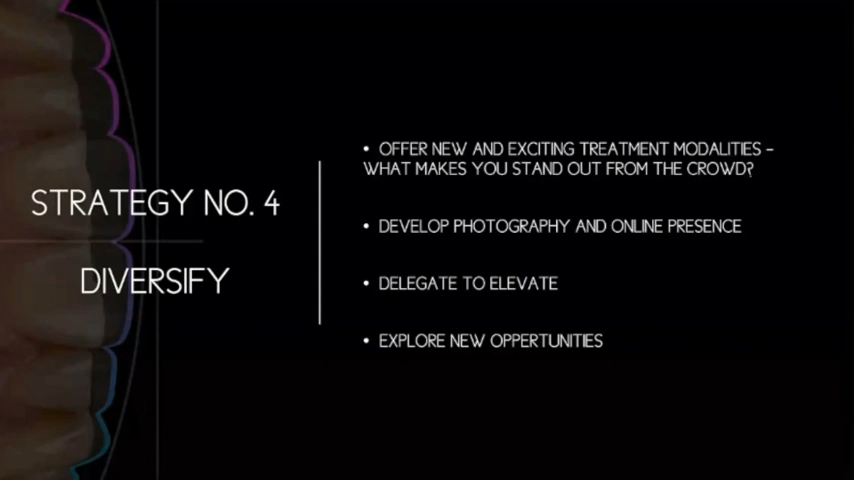 STRATEGY NO. 4
DIVERSIFY
• OFFER NEW AND EXCITING TREATMENT MODALITIES –
WHAT MAKES YOU STAND OUT FROM THE CROWD?
• DEVELOP PHOTOGRAPHY AND ONLINE PRESENCE
• DELEGATE TO ELEVATE
• EXPLORE NEW OPPERTUNITIES